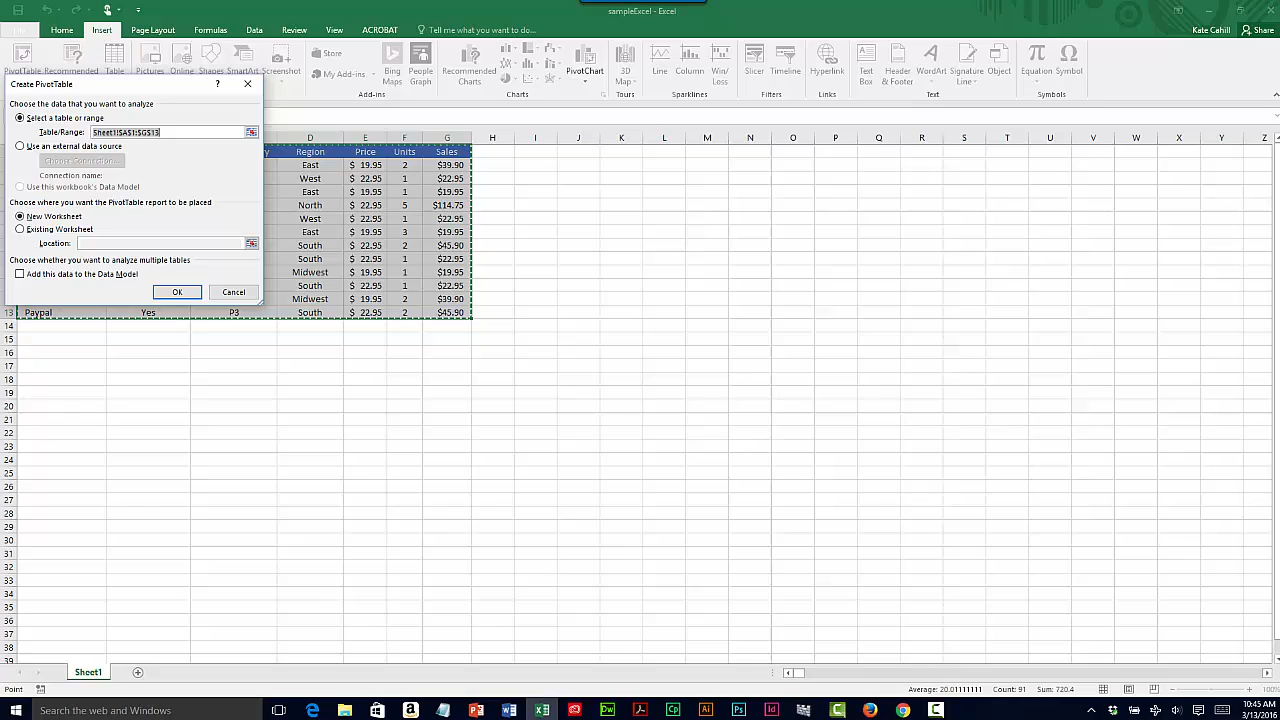 sampleExcel - Excel
Home Insert Page Layout Formulas Data Review View ACROBAT Tell me what you want to do... Kate Cahill Share
PivotTable Recommended Table Pictures Online Shapes SmartArt Screenshot
Store
My Add-ins
Bing Maps
People Graph
Add-ins
Recommended Charts
PivotChart
Charts
3D Map
Tours
Line Column Win/Loss
Sparklines
Timeline
Filters
Hyperlink
Links
Text Box
Header & Footer
WordArt
Signature Line
Object
Text
Equation Symbol
Symbols
Create PivotTable ?
Choose the data that you want to analyze
Select a table or range
Table/Range: Sheet1!$A$1:$G$13
Use an external data source
Choose Connection...
Connection name:
Use this workbook's Data Model
Choose where you want the PivotTable report to be placed
New Worksheet
Existing Worksheet
Location:
Choose whether you want to analyze multiple tables
Add this data to the Data Model
OK Cancel
D E F G H I J K L M N O P Q R S T U V W X Y Z
y Region Price Units Sales
East $ 19.95 2 $39.90
West $ 22.95 1 $22.95
East $ 19.95 1 $19.95
North $ 22.95 5 $114.75
West $ 22.95 1 $22.95
East $ 19.95 3 $19.95
South $ 22.95 2 $45.90
South $ 22.95 1 $22.95
Midwest $ 19.95 1 $19.95
South $ 22.95 1 $22.95
Midwest $ 19.95 2 $39.90
13 Paypal Yes P3 South $ 22.95 2 $45.90
14
15
16
17
18
19
20
21
22
23
24
25
26
27
28
29
30
31
32
33
34
35
36
37
38
39
Sheet1
Point Average: 20.01111111 Count: 91 Sum: 720.4 100%
Search the web and Windows
10:45 AM
3/13/2016